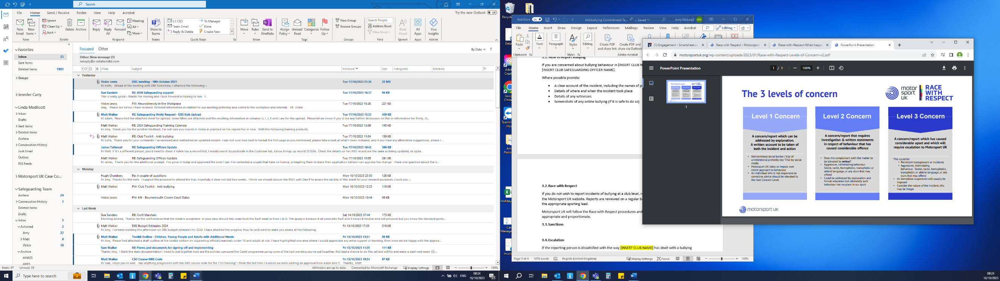 Search
File Home Send / Receive Folder View Help Acrobat
Try the new Outlook Off
New Email
New Items
Ignore
Clean Up
Junk
Delete Archive
Reply Reply All Forward
Meeting
IM
More
Share to Teams
L2 CSO To Manager
Team Email Done
Reply & Delete Create New
Move Rules Send to OneNote
Assign Policy Unread/ Read Categorize Follow Up
New Group
Browse Groups
Search People
Address Book
Filter Email
Read Aloud
All Apps
Viva Insights
New Delete Respond Teams Quick Steps Move Tags Groups Find Speech Apps Add-in
Favorites
Inbox 35
Sent Items
Deleted Items 1981
Groups
Jennifer Carty
Linda Medlicott
Inbox
Drafts
Sent Items
Deleted Items
Archive
Conversation History
Junk Email
Outbox
RSS Feeds
Motorsport UK Case Co...
Safeguarding Team
Archive 24
Conversation History 1
Deleted Items
Drafts
Inbox 5
Actioned 3
Amy 32
Matt 8
Vickie 18
Archive
AHASS
ARKS
Focused Other
By Date
Other: New message (1)
noreply@e-solutionsltd.com
From Subject Received Size Categories Mention
Yesterday
Vickie Lewis DBC meeting - 18th October 2023 Tue 17/10/2023 21:36 22 MB
Hi both, Ahead of the meeting with DBC tomorrow, I attached the following –
Sue Sanders RE: ASN Safeguarding support Tue 17/10/2023 16:37 94 KB
This is really good – thanks for sharing and I look forward to talking to him. S
Vickie Lewis FW: Neurodiversity in the Workplace Tue 17/10/2023 16:26 221 KB
Amy, Please see below I have received. Relevant information in relation to our meeting yesterday and useful to the workplace and external. KR Vickie
Matt Walker RE: Safeguarding Ifinity Request - DBS Bulk Upload Tue 17/10/2023 15:33 439 KB
Hi Adam, Please find the attached sheet for upload. Some filters are attached and the resulting information in columns G, I, J, K and L are for the upload. Please let me know if you'd like any further discussion on this or information for Ifinity. O...
Matt Walker RE: 2024 Safeguarding Training Calendar Tue 17/10/2023 12:08 145 KB
Hi Amy, Thank you for the positive feedback. I'm not sure you copied in Vickie as planned so I've copied her in now. With the following training products;
Matt Walker RE: Club Toolkit - Anti-bullying Tue 17/10/2023 11:04 159 KB
Hi Sofia, Thank you for your comments! I've reviewed and reattached an updated version. I was not sure how best to format the first page as you mentioned, please take a look at what's been included, and if you have any alternative suggestions, please l...
James Tattersall RE: Safeguarding Officers Update Tue 17/10/2023 10:42 306 KB
Hi Matt If it's a different person, you'd need to check if Adele has a record first, I would search by postcode in the Customer tab, below brings up record 353824. Check the details on her IMIS record are the same as being updated, or upda...
Matt Walker RE: Safeguarding Officers Update Tue 17/10/2023 10:05 261 KB
Hi James, Thank you for the additional prompt. I've gone in today and approved the ones I can. I've contacted a couple that have no licence, prompting them to make their application before I can approve the change. I have one question about the n...
Monday
Hugh Chambers Re: A couple of questions Mon 16/10/2023 23:50 126 KB
Hi Amy, Thanks for the note. I support the proposal to attend the trial, hopefully it does not last two weeks. I think we should discuss the RWC with Dan P to assess the validity of this event for your research purposes. Could you ...
Matt Walker FW: Club Toolkit - Anti-bullying Mon 16/10/2023 12:23 118 KB
Vickie Lewis FW: MK - Bournemouth Crown Court Dates Mon 16/10/2023 10:46 99 KB
Last Week
Sue Sanders RE: Croft Marshals Sat 14/10/2023 07:44 173 KB
Morning Andrea, Thanks for the confirmation that the email is acceptable. In your view should this come from the RwR email or from L & D. The query is because it all came into RwR and it keeps it neutral and not personal but you know the standard proto...
Matt Walker DBS Budget Estimates 2024 Fri 13/10/2023 17:03 218 KB
Hi Amy, I've been working this afternoon on DBS budget estimates for 2024. I have attached the progress thus far and want to make you aware of the following.
Matt Walker Toolkit Outline - Children, Young People and Adults with Additional Needs Fri 13/10/2023 13:31 95 KB
Hi Amy, Please find attached a draft outline of the toolkit section on supporting officials/marshals under 18 and adults at risk. I have highlighted one area where I would appreciate any extra support or learning, then once we are happy with the approa...
Sam Walker RE: Forms and documents for signing off and implementing Fri 13/10/2023 11:35 111 KB
Thanks Amy, I think the main documentation I need to put together now are the policies surrounding the Cadet programme using some of the kart wording you've put together. Not had a chance to do this yet but will try and make a start next week ☺...
Matt Walker CSO Course IMIS Code Fri 13/10/2023 10:54 87 KB
Hi Sam, Hope you're well. Has anything progressed with the IMIS course code for the CSO training? I think the last time I'd asked we were waiting on approval from Adam and IT. Thanks, Matt
Items: 97 Unread: 35
All folders are up to date. Connected to: Microsoft Exchange Display Settings 100%
Type here to search
ENG 08:24 18/10/2023 21
AutoSave On Antibullying Commitment Te... • Saved Amy McLeod AM
File Home Insert Draw Design Layout References Mailings Review View Help Acrobat Editing
Paste Font Paragraph Styles Editing Create PDF and share link Create PDF and share via Outlook
Clipboard Styles Adobe Acrobat
3.1. How to Report Bullying
If you are concerned about bullying behaviour in [INSERT CLUB N
[INSERT CLUB SAFEGUARDING OFFICER NAME].
Where possible provide:
• A clear account of the incident, including the names of p
• Details of where and when the incident took place
• Details of any witnesses
• Screenshots of any online bullying (if it is safe to do so)
3.2. Race with Respect
If you do not wish to report incidents of bullying at a club level, r
the Motorsport UK website. Reports are reviewed on a regular ba
the appropriate sporting lead.
Motorsport UK will follow the Race with Respect procedures and
appropriate and proportionate.
3.3. Sanctions
3.4. Escalation
If the reporting person is dissatisfied with the way [INSERT CLUB NAME] has dealt with a bullying
Page 3 of 4 1076 words English (United Kingdom) Display Settings Focus 100%
(1) Engagement - Smartsheet.co
Race with Respect - Motorsport
Race-with-Respect-What-happe
PowerPoint Presentation
motorsportuk.org/wp-content/uploads/2023/01/Race-with-Respect-Levels-of-Concern-v2.pdf
PowerPoint Presentation 1 / 1 100%
1
The 3 levels of concern
motor sport UK
RACE WITH RESPECT
Level 1 Concern
A concern/report which can be
addressed by explanation.
A written account to be taken of
both the incident and action
• Unintentional Jovial banter / Use of
unintentional profanity etc/ Trial by social
media
• Motorsport UK takes an impact over
intent approach to behaviour
• An individual who is not responsive to
corrective advice should be elevated to
the next Concern Level
Level 2 Concern
A concern/report that requires
investigation & written statements
in respect of behaviour that has
caused considerable offence
• Does the complainant wish the matter to
be elevated to serious?
• Aggressive, intimidating behaviour.
Sexist, racist, homophobic, transphobic or
ableist language, or any slurs that may
offend
• Could be addressed by explanation and
formal education but ultimately such
behaviour has no place in our sport
Level 3 Concern
A concern/report which has caused
considerable upset and which will
require escalation to Motorsport UK
This could be:
• Persistent transgressors or incidents
• Aggressive, intimidating
behaviour. Sexist, racist, homophobic,
transphobic or ableist language, or any
slurs that may offend
• An immediate suspension will usually be
imposed
• Consider the nature of the incident, this
may be illegal
motorsport UK
08:24
18/10/2023